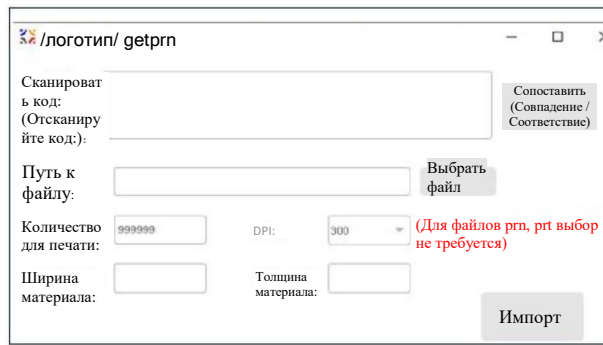 /логотип/ getprn
Сканироват
ь код:
(Отсканиру
йте код:):
Сопоставить
(Совпадение /
Соответствие)
Путь к
файлу:
Выбрать
файл
Количество
для печати:
999999
DPI:
300
(Для файлов prn, prt выбор
не требуется)
Ширина
материала:
Толщина
материала:
Импорт